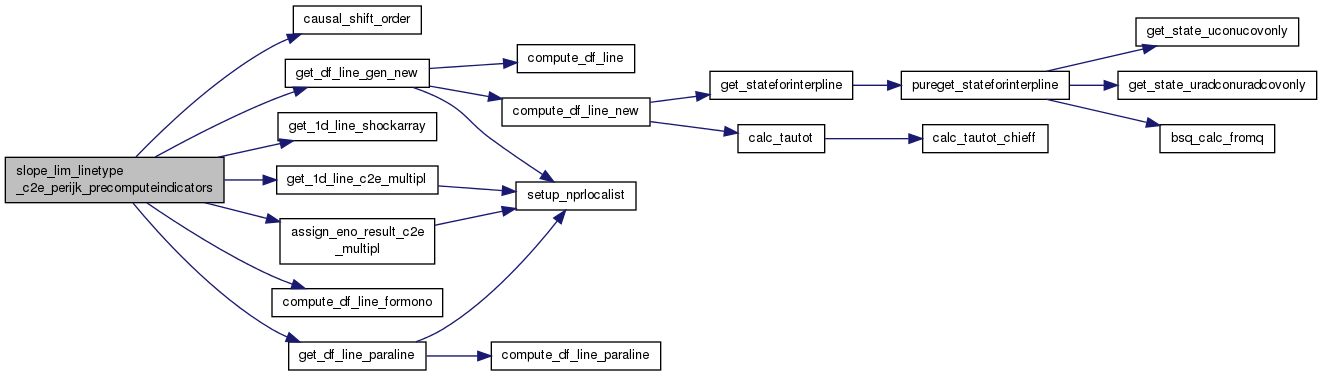 slope_lim_linetype
_c2e_perijk_precomputeindicators
causal_shift_order
get_df_line_gen_new
get_1d_line_shockarray
get_1d_line_c2e_multipl
assign_eno_result_c2e
_multipl
compute_df_line_formono
get_df_line_paraline
compute_df_line
compute_df_line_new
setup_nprlocalist
compute_df_line_paraline
get_stateforinterpline
calc_tautot
pureget_stateforinterpline
calc_tautot_chieff
get_state_uconucovonly
get_state_uradconuradcovonly
bsq_calc_fromq